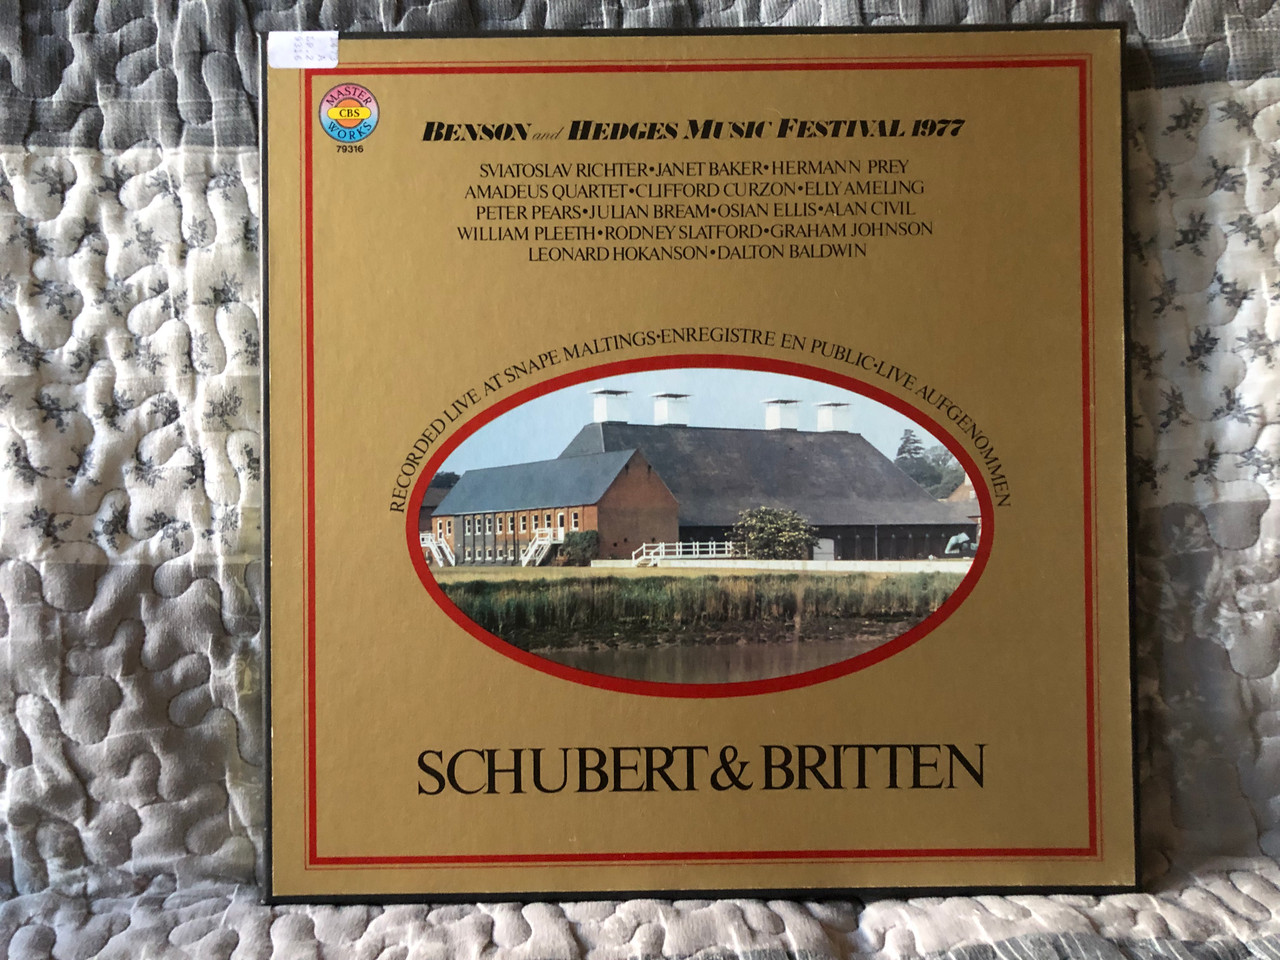 MASTER
CBS
WORKS
79316
BENSON and HEDGES MUSIC FESTIVAL 1977
SVIATOSLAV RICHTER•JANET BAKER•HERMANN PREY
AMADEUS QUARTET•CLIFFORD CURZON•ELLY AMELING
PETER PEARS•JULIAN BREAM•OSIAN ELLIS•ALAN CIVIL
WILLIAM PLEETH•RODNEY SLATFORD•GRAHAM JOHNSON
LEONARD HOKANSON•DALTON BALDWIN
RECORDED LIVE AT SNAPE MALTINGS•ENREGISTRE EN PUBLIC•LIVE AUFGENOMMEN
SCHUBERT & BRITTEN